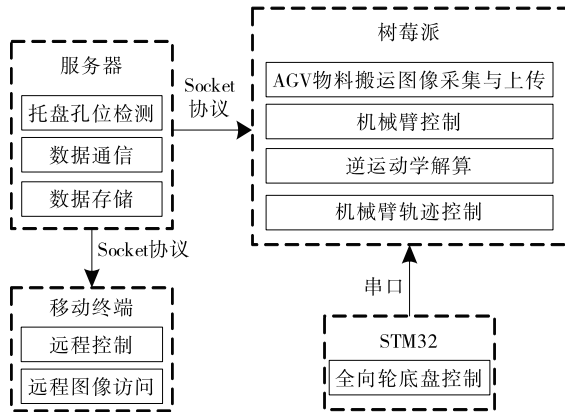 服务器
托盘孔位检测
数据通信
数据存储
Socket
协议
树莓派
AGV物料搬运图像采集与上传
机械臂控制
逆运动学解算
机械臂轨迹控制
Socket协议
移动终端
远程控制
远程图像访问
串口
STM32
全向轮底盘控制